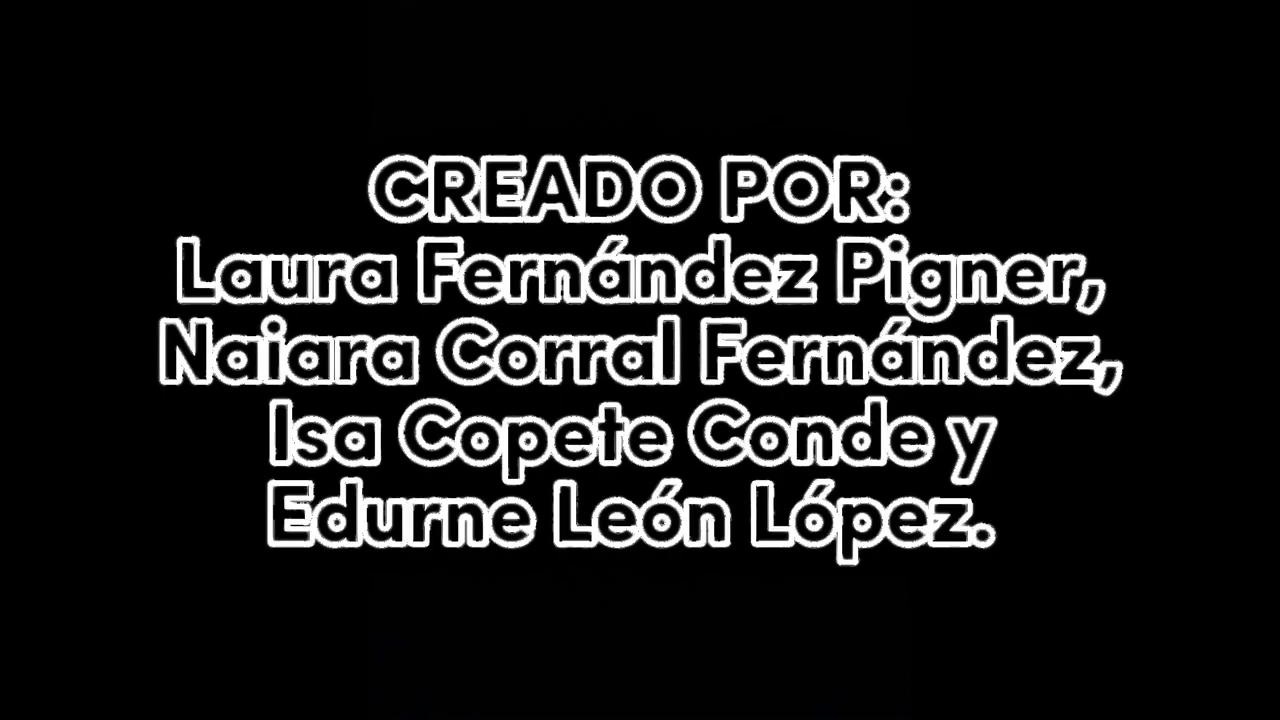 CREADO POR:
Laura Fernández Pigner,
Naiara Corral Fernández,
Isa Copete Conde y
Edurne León López.